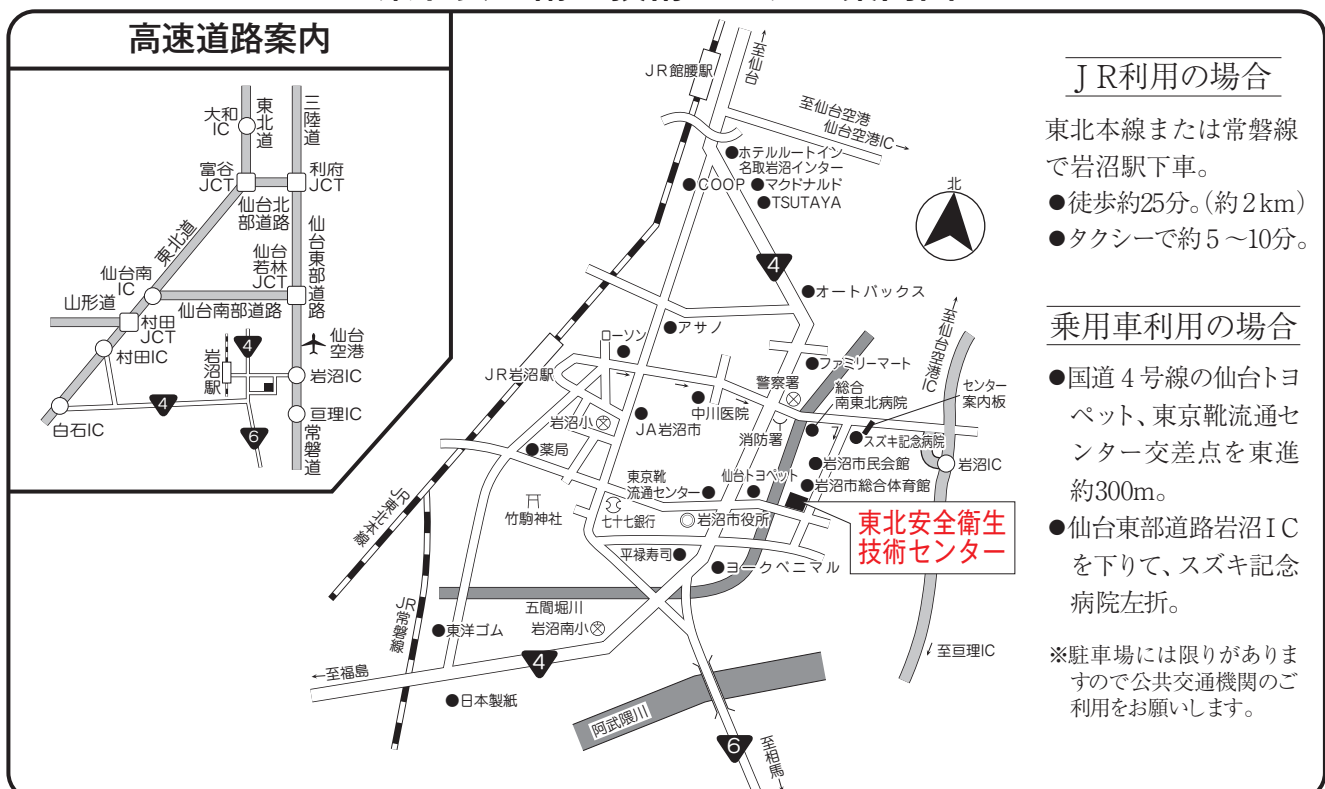 高速道路案内
大和
IC
東北道
三陸道
富谷
JCT
利府
JCT
仙台北
部道路
東北道
仙台
若林
JCT
仙台東部道路
仙台南
IC
仙台南部道路
山形道
村田
JCT
村田IC
4
岩沼駅
仙台
空港
岩沼IC
4
白石IC
6
亘理IC
常磐道
JR館腰駅
↑至仙台
至仙台空港
仙台空港IC→
ホテルルートイン
名取岩沼インター
●COOP
●マクドナルド
●TSUTAYA
北
4
●オートバックス
↑至仙台空港IC
●アサノ
ローソン
JR岩沼駅
●ファミリーマート
警察署
総合
南東北病院
センター
案内板
中川医院
岩沼小
JA岩沼市
消防署
スズキ記念病院
●薬局
●岩沼市民会館
岩沼IC
東京靴
流通センター●
仙台トヨペット
●岩沼市総合体育館
竹駒神社
七十七銀行
◎岩沼市役所
東北安全衛生
技術センター
JR東北本線
平禄寿司●
●ヨークベニマル
JR常磐線
五間堀川
●東洋ゴム
岩沼南小
4
←至福島
↓至亘理IC
●日本製紙
阿武隈川
6
至相馬→
JR利用の場合
東北本線または常磐線
で岩沼駅下車。
●徒歩約25分。(約2km)
●タクシーで約5～10分。
乗用車利用の場合
●国道4号線の仙台トヨ
ペット、東京靴流通セ
ンター交差点を東進
約300m。
●仙台東部道路岩沼IC
を下りて、スズキ記念
病院左折。
※駐車場には限りがありま
すので公共交通機関のご
利用をお願いします。